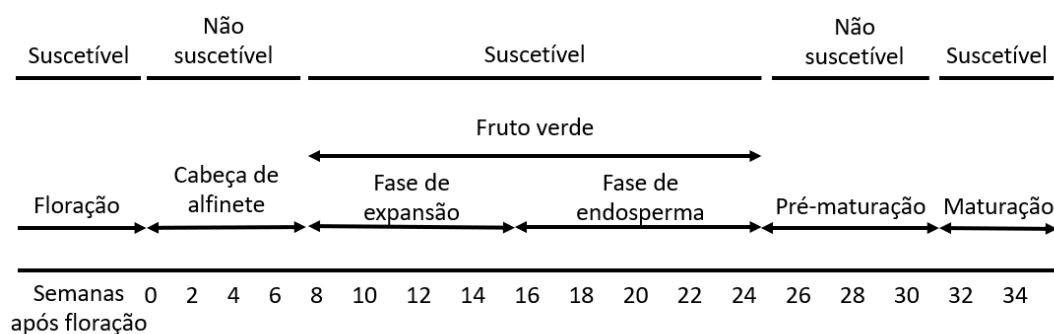 Suscetível
Não
suscetível
Suscetível
Não
suscetível
Suscetível
Fruto verde
Floração
Cabeça de
alfinete
Fase de
expansão
Fase de
endosperma
Pré-maturação
Maturação
Semanas
após floração
0 2 4 6 8 10 12 14 16 18 20 22 24 26 28 30 32 34